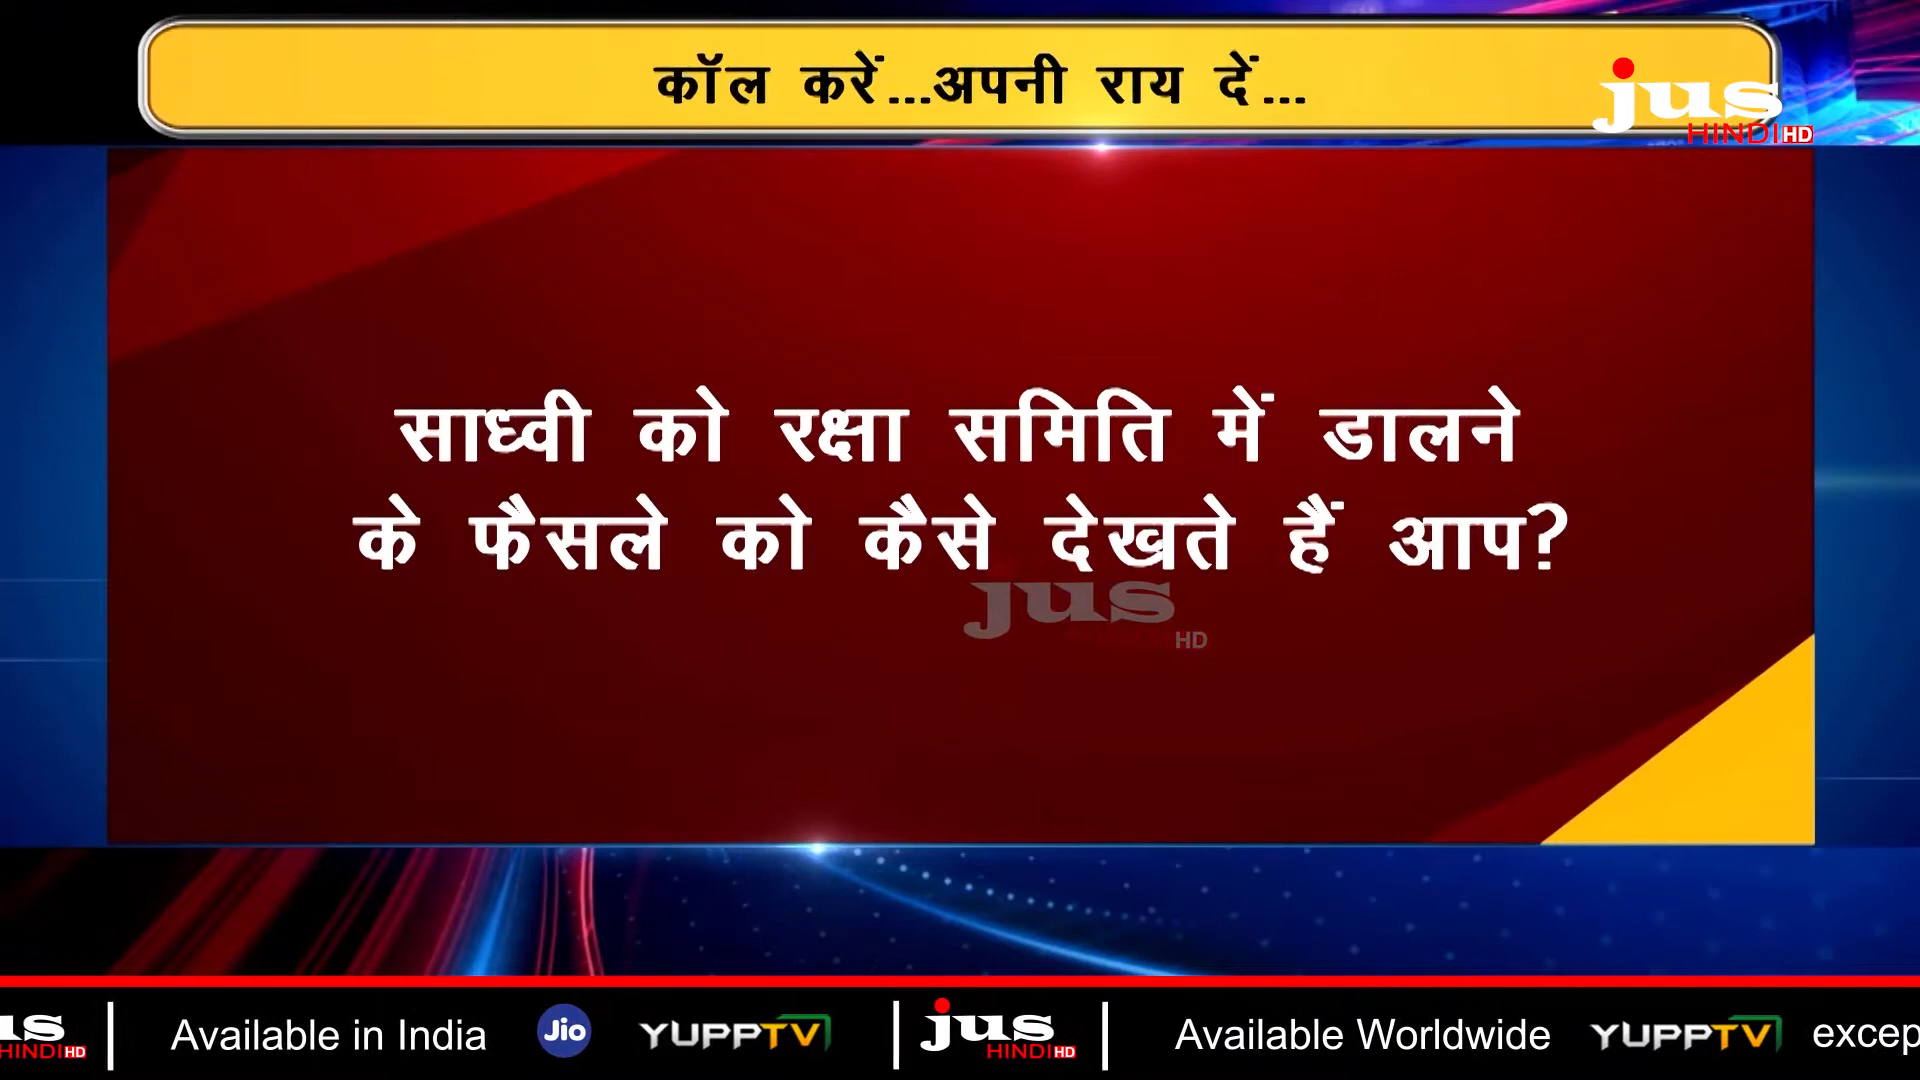 कॉल करें...अपनी राय दें...
jus
HINDI HD
साध्वी को रक्षा समिति में डालने
के फैसले को कैसे देखते हैं आप?
jus
HD
us HINDI HD | Available in India Jio YUPPTV | jus HINDI HD | Available Worldwide YUPPTV excep